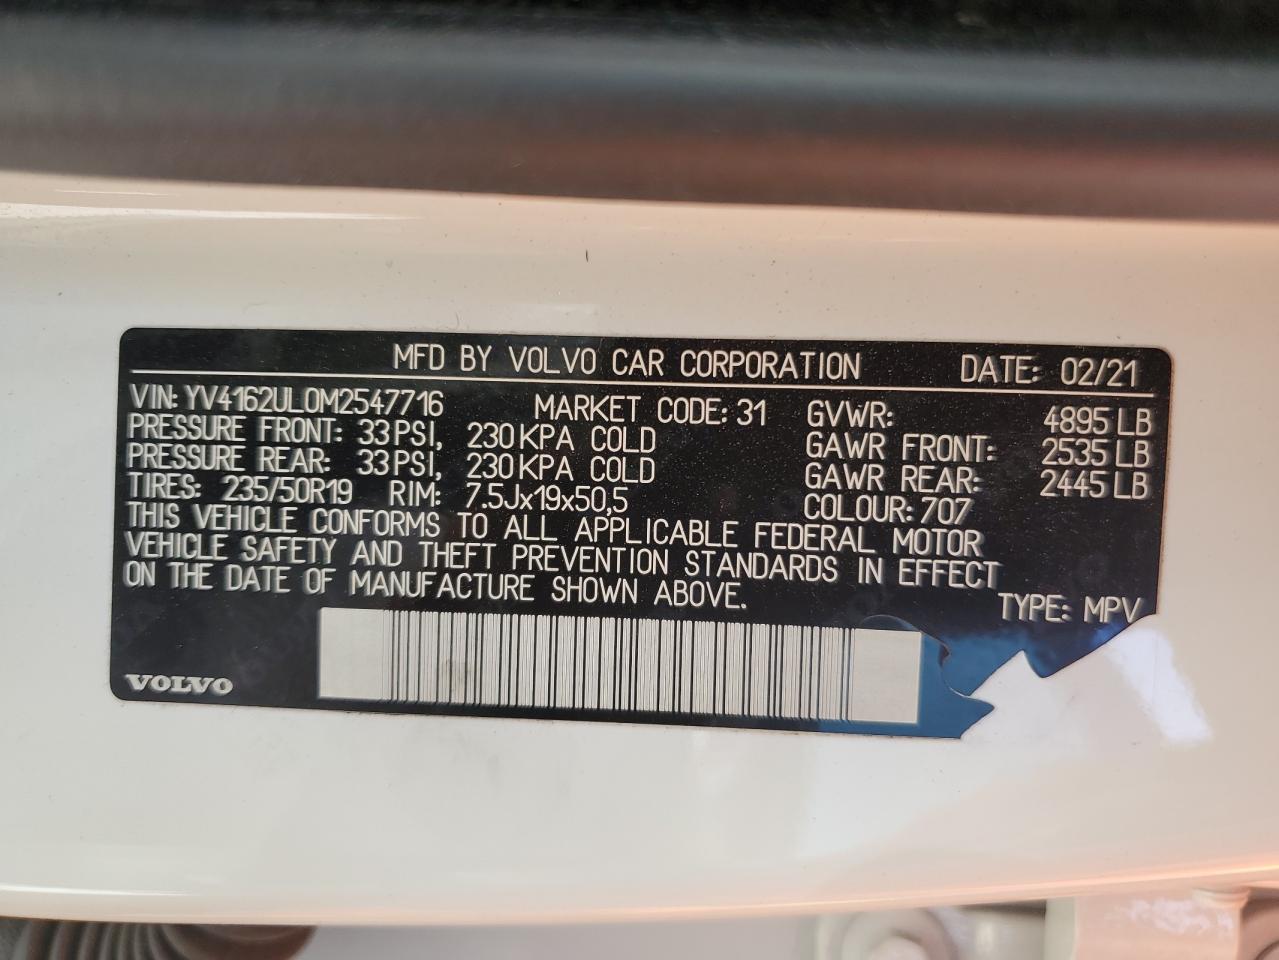 MFD BY VOLVO CAR CORPORATION DATE: 02/21
VIN: YV4162UL0M2547716 MARKET CODE: 31 GVWR: 4895 LB
PRESSURE FRONT: 33 PSI, 230 KPA COLD GAWR FRONT: 2535 LB
PRESSURE REAR: 33 PSI, 230 KPA COLD GAWR REAR: 2445 LB
TIRES: 235/50R19 RIM: 7.5Jx19x50,5 COLOUR: 707
THIS VEHICLE CONFORMS TO ALL APPLICABLE FEDERAL MOTOR
VEHICLE SAFETY AND THEFT PREVENTION STANDARDS IN EFFECT
ON THE DATE OF MANUFACTURE SHOWN ABOVE. TYPE: MPV
VOLVO